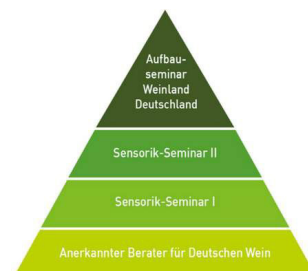 Aufbau-
seminar
Weinland
Deutschland
Sensorik-Seminar II
Sensorik-Seminar I
Anerkannter Berater für Deutschen Wein